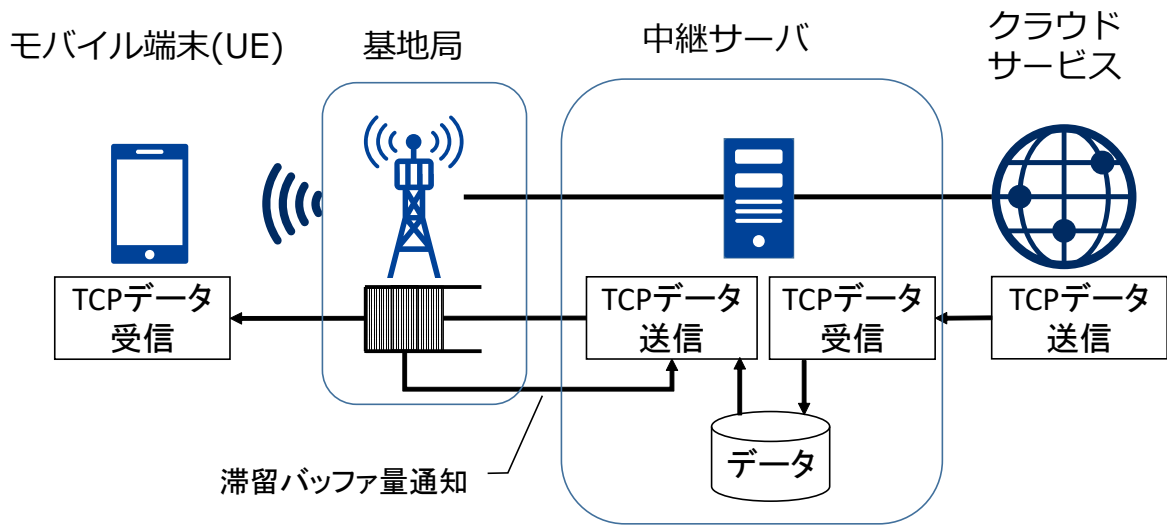 モバイル端末(UE)
基地局
中継サーバ
クラウド
サービス
TCPデータ
受信
TCPデータ
送信
TCPデータ
受信
TCPデータ
送信
データ
滞留バッファ量通知